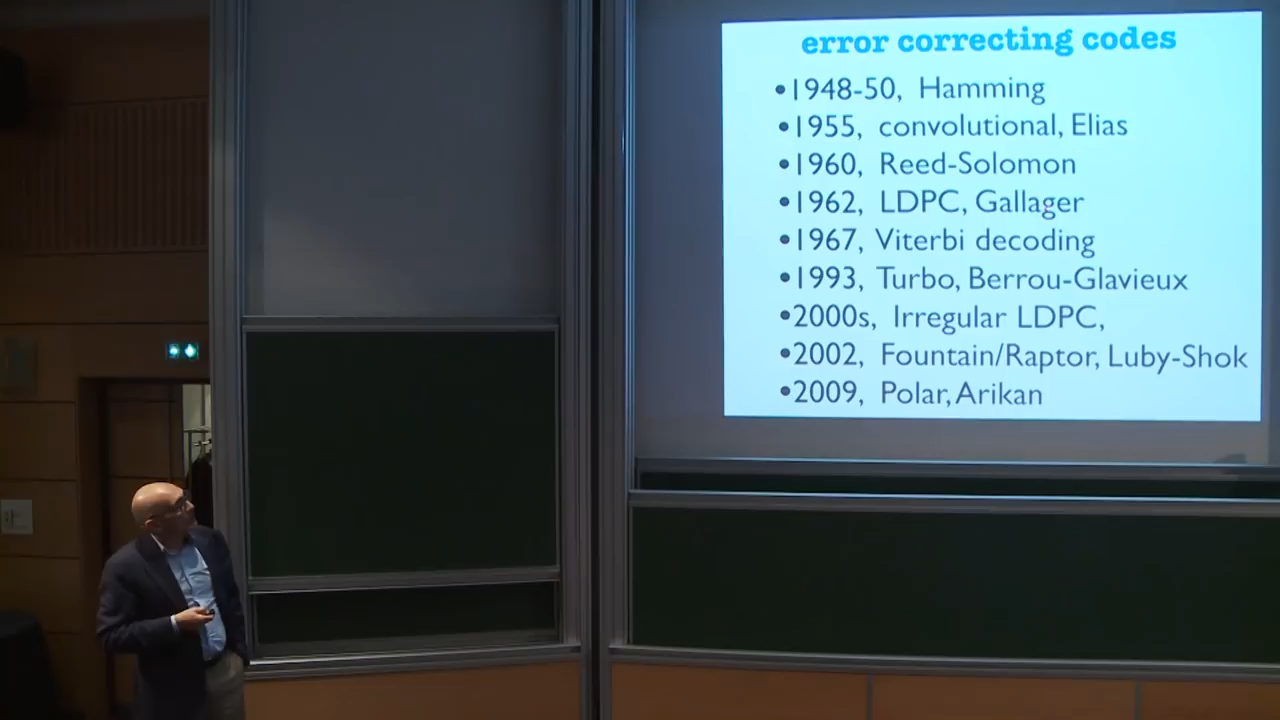 error correcting codes
•1948-50, Hamming
•1955, convolutional, Elias
•1960, Reed-Solomon
•1962, LDPC, Gallager
•1967, Viterbi decoding
•1993, Turbo, Berrou-Glavieux
•2000s, Irregular LDPC,
•2002, Fountain/Raptor, Luby-Shok
•2009, Polar, Arikan